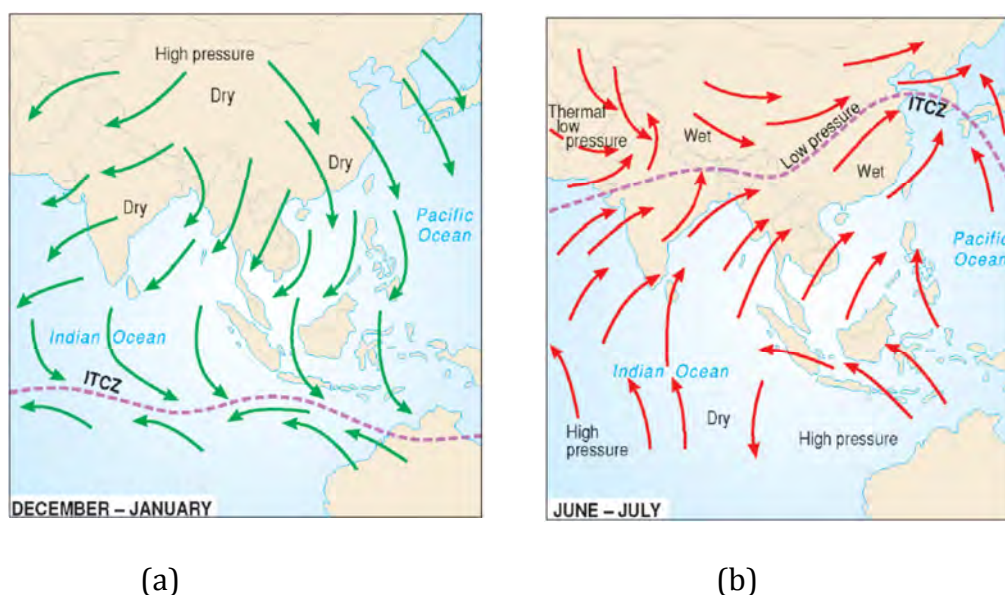 High pressure
Dry
Dry
Dry
Pacific
Ocean
Indian Ocean
ITCZ
DECEMBER – JANUARY
(a)
Thermal
low
pressure
Wet
Low pressure
ITCZ
Wet
Pacific
Ocean
Indian Ocean
Dry
High
pressure
High pressure
JUNE – JULY
(b)